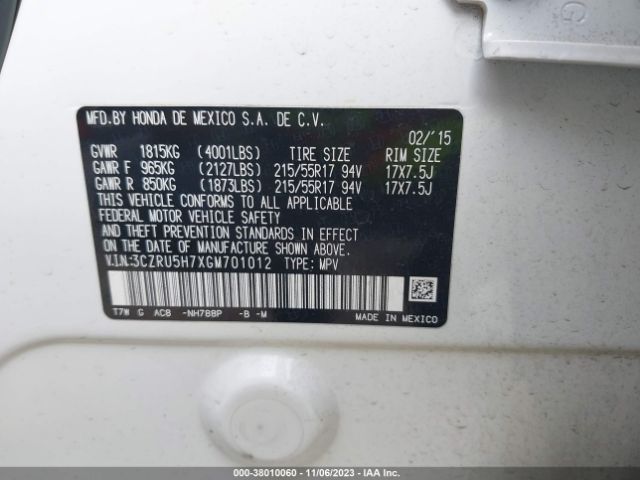 G
MFD.BY HONDA DE MEXICO S.A. DE C.V.
02/'15
GVWR 1815KG (4001LBS) TIRE SIZE RIM SIZE
GAWR F 965KG (2127LBS) 215/55R17 94V 17X7.5J
GAWR R 850KG (1873LBS) 215/55R17 94V 17X7.5J
THIS VEHICLE CONFORMS TO ALL APPLICABLE
FEDERAL MOTOR VEHICLE SAFETY
AND THEFT PREVENTION STANDARDS IN EFFECT
ON THE DATE OF MANUFACTURE SHOWN ABOVE.
V.I.N:3CZRU5H7XGM701012 TYPE: MPV
T7W G AC8 -NH788P -B -M MADE IN MEXICO
000-38010060 - 11/06/2023 - IAAI.com